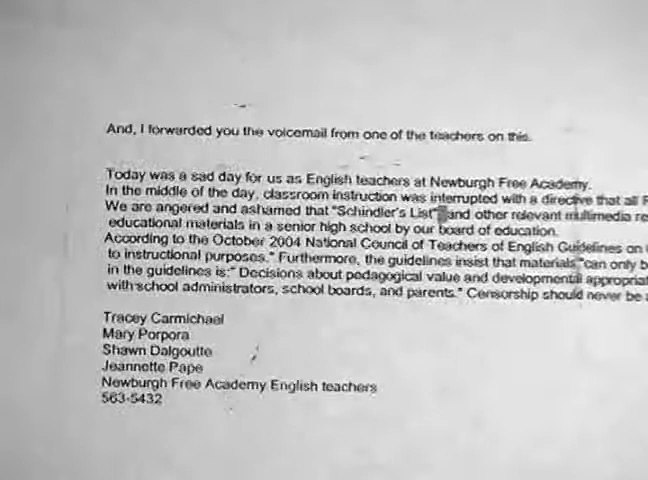 And, I forwarded you the voicemail from one of the teachers on this.
Today was a sad day for us as English teachers at Newburgh Free Academy.
In the middle of the day, classroom instruction was interrupted with a directive that all
We are angered and ashamed that "Schindler's List" and other relevant multimedia re
educational materials in a senior high school by our board of education.
According to the October 2004 National Council of Teachers of English Guidelines on
to instructional purposes." Furthermore, the guidelines insist that materials "can only b
in the guidelines is:" Decisions about pedagogical value and developmental appropriat
with school administrators, school boards, and parents." Censorship should never be
Tracey Carmichael
Mary Porpora
Shawn Dalgoutte
Jeannette Pape
Newburgh Free Academy English teachers
563-5432